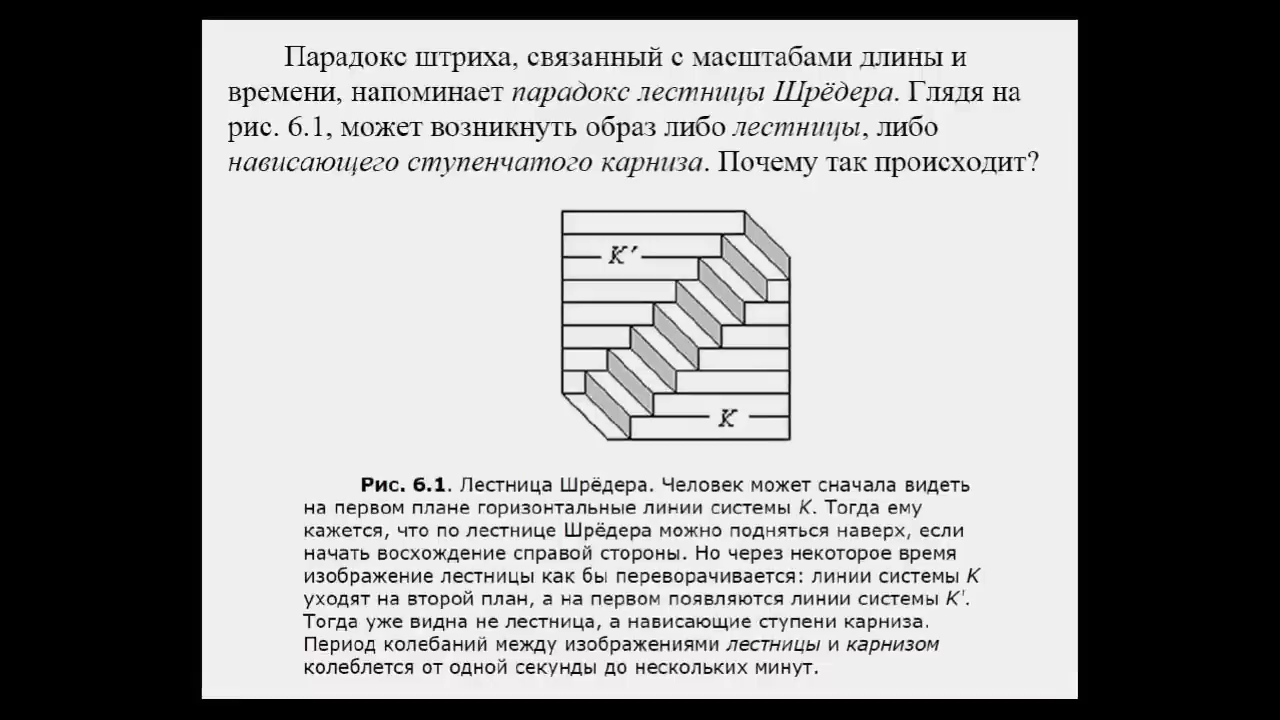 Парадокс штриха, связанный с масштабами длины и
времени, напоминает парадокс лестницы Шрёдера. Глядя на
рис. 6.1, может возникнуть образ либо лестницы, либо
нависающего ступенчатого карниза. Почему так происходит?
K′
K
Рис. 6.1. Лестница Шрёдера. Человек может сначала видеть
на первом плане горизонтальные линии системы K. Тогда ему
кажется, что по лестнице Шрёдера можно подняться наверх, если
начать восхождение справой стороны. Но через некоторое время
изображение лестницы как бы переворачивается: линии системы K
уходят на второй план, а на первом появляются линии системы K'.
Тогда уже видна не лестница, а нависающие ступени карниза.
Период колебаний между изображениями лестницы и карнизом
колеблется от одной секунды до нескольких минут.